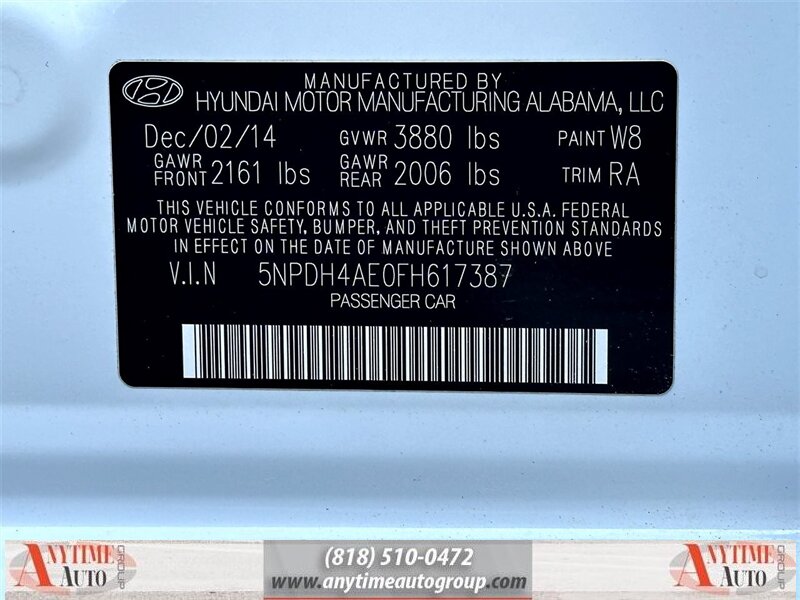 MANUFACTURED BY
HYUNDAI MOTOR MANUFACTURING ALABAMA, LLC
Dec/02/14 GVWR 3880 lbs PAINT W8
GAWR FRONT 2161 lbs GAWR REAR 2006 lbs TRIM RA
THIS VEHICLE CONFORMS TO ALL APPLICABLE U.S.A. FEDERAL
MOTOR VEHICLE SAFETY, BUMPER, AND THEFT PREVENTION STANDARDS
IN EFFECT ON THE DATE OF MANUFACTURE SHOWN ABOVE
V.I.N 5NPDH4AE0FH617387
PASSENGER CAR
ANYTIME AUTO GROUP
(818) 510-0472
www.anytimeautogroup.com
ANYTIME AUTO GROUP